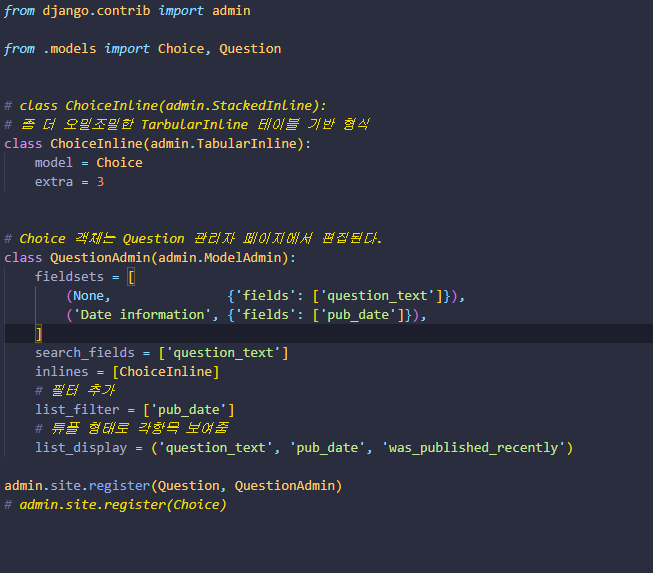 from django.contrib import admin
from .models import Choice, Question
# class ChoiceInline(admin.StackedInline):
# 좀 더 오밀조밀한 TarbularInline 테이블 기반 형식
class ChoiceInline(admin.TabularInline):
    model = Choice
    extra = 3
# Choice 객체는 Question 관리자 페이지에서 편집된다.
class QuestionAdmin(admin.ModelAdmin):
    fieldsets = [
        (None,               {'fields': ['question_text']}),
        ('Date information', {'fields': ['pub_date']}),
    ]
    search_fields = ['question_text']
    inlines = [ChoiceInline]
    # 필터 추가
    list_filter = ['pub_date']
    # 튜플 형태로 각항목 보여줌
    list_display = ('question_text', 'pub_date', 'was_published_recently')
admin.site.register(Question, QuestionAdmin)
# admin.site.register(Choice)